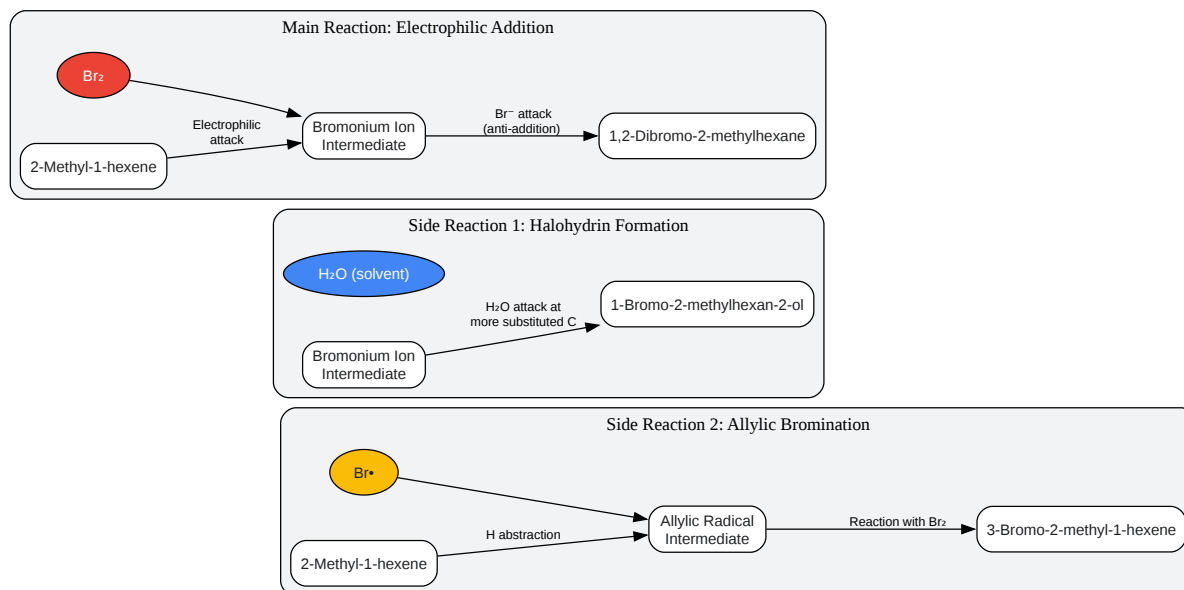 Main Reaction: Electrophilic Addition
Br₂
2-Methyl-1-hexene
Electrophilic
attack
Bromonium Ion
Intermediate
Br⁻ attack
(anti-addition)
1,2-Dibromo-2-methylhexane
Side Reaction 1: Halohydrin Formation
H₂O (solvent)
Bromonium Ion
Intermediate
H₂O attack at
more substituted C
1-Bromo-2-methylhexan-2-ol
Side Reaction 2: Allylic Bromination
Br•
2-Methyl-1-hexene
H abstraction
Allylic Radical
Intermediate
Reaction with Br₂
3-Bromo-2-methyl-1-hexene